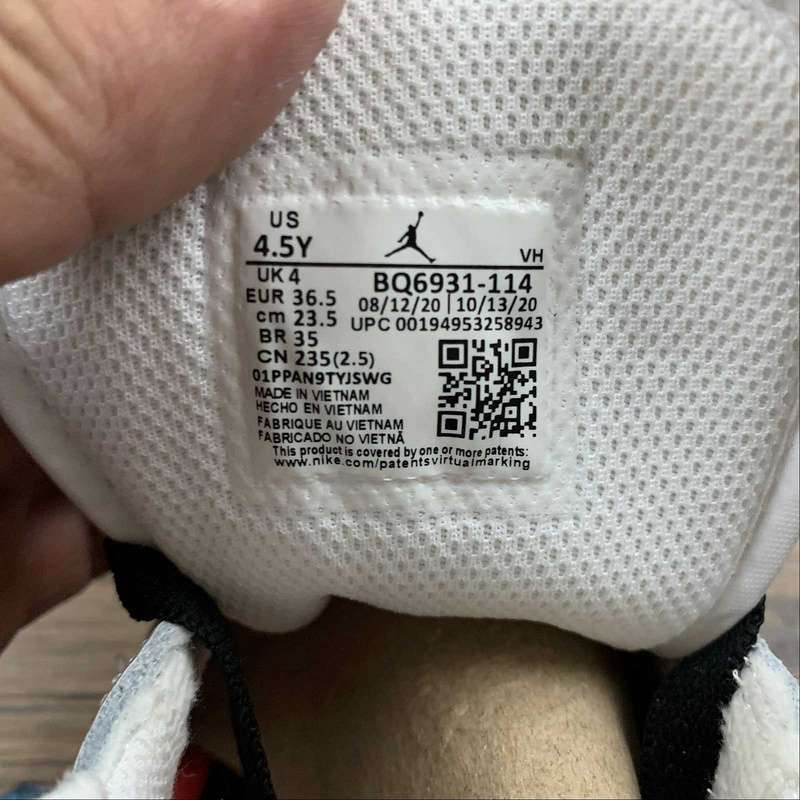 US
4.5Y
VH
UK 4
BQ6931-114
EUR 36.5
08/12/20 | 10/13/20
cm 23.5
UPC 00194953258943
BR 35
CN 235(2.5)
01PPAN9TYJSWG
MADE IN VIETNAM
HECHO EN VIETNAM
FABRIQUE AU VIETNAM
FABRICADO NO VIETNÃ
This product is covered by one or more patents:
www.nike.com/patentsvirtualmarking